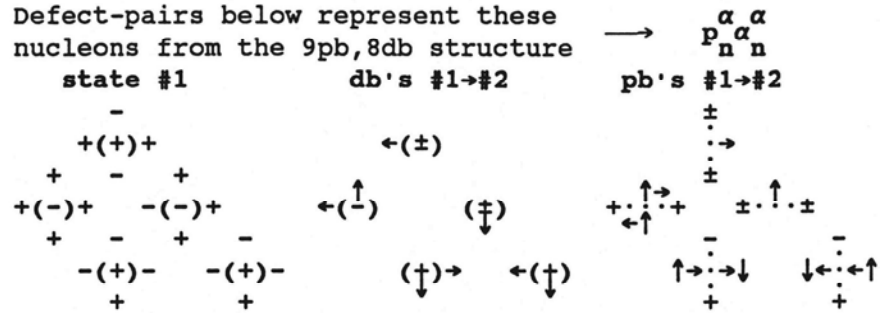 Defect-pairs below represent these α α
nucleons from the 9pb,8db structure → p n α n
state #1 db's #1→#2 pb's #1→#2
- ±
+(+)+ ←(±) : →
+ - + ↑ ± ↑
+(-)+ -(-)+ ←(-) (‡) +·↑→·+ ±· ·±
+ - + - ↓ ←↑ - -
-(+)- -(+)- (†)→ ←(†) ↑→:→↓ ↓←:←↑
+ + ↓ ↓ + +